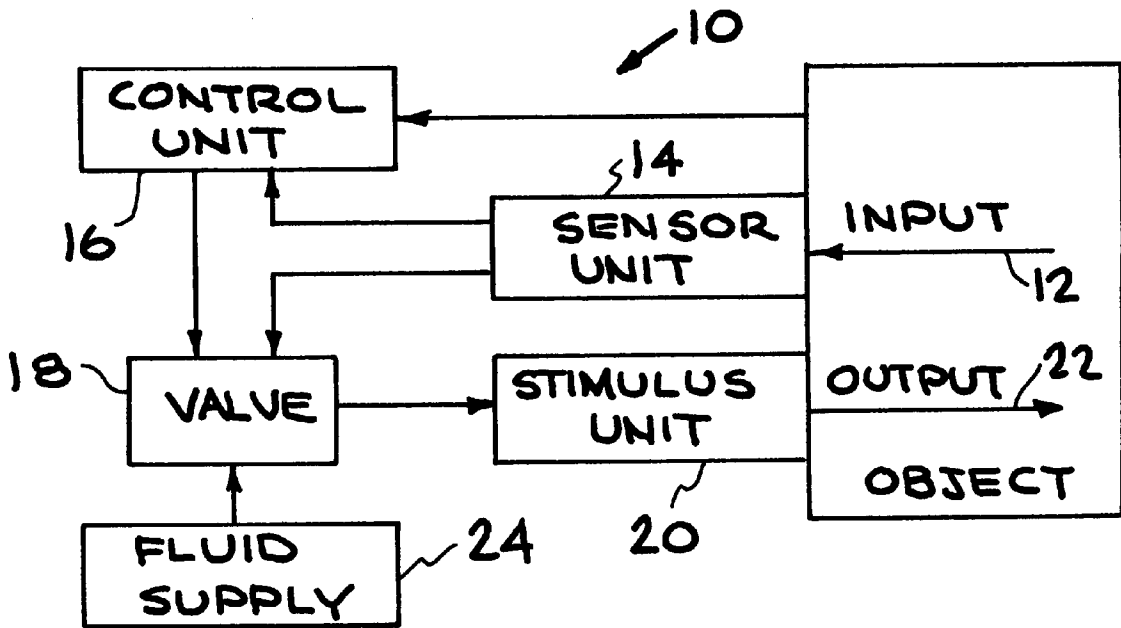 10
CONTROL
UNIT
14
16
SENSOR
UNIT
INPUT
12
18
VALVE
STIMULUS
UNIT
OUTPUT
22
OBJECT
20
FLUID
SUPPLY
24